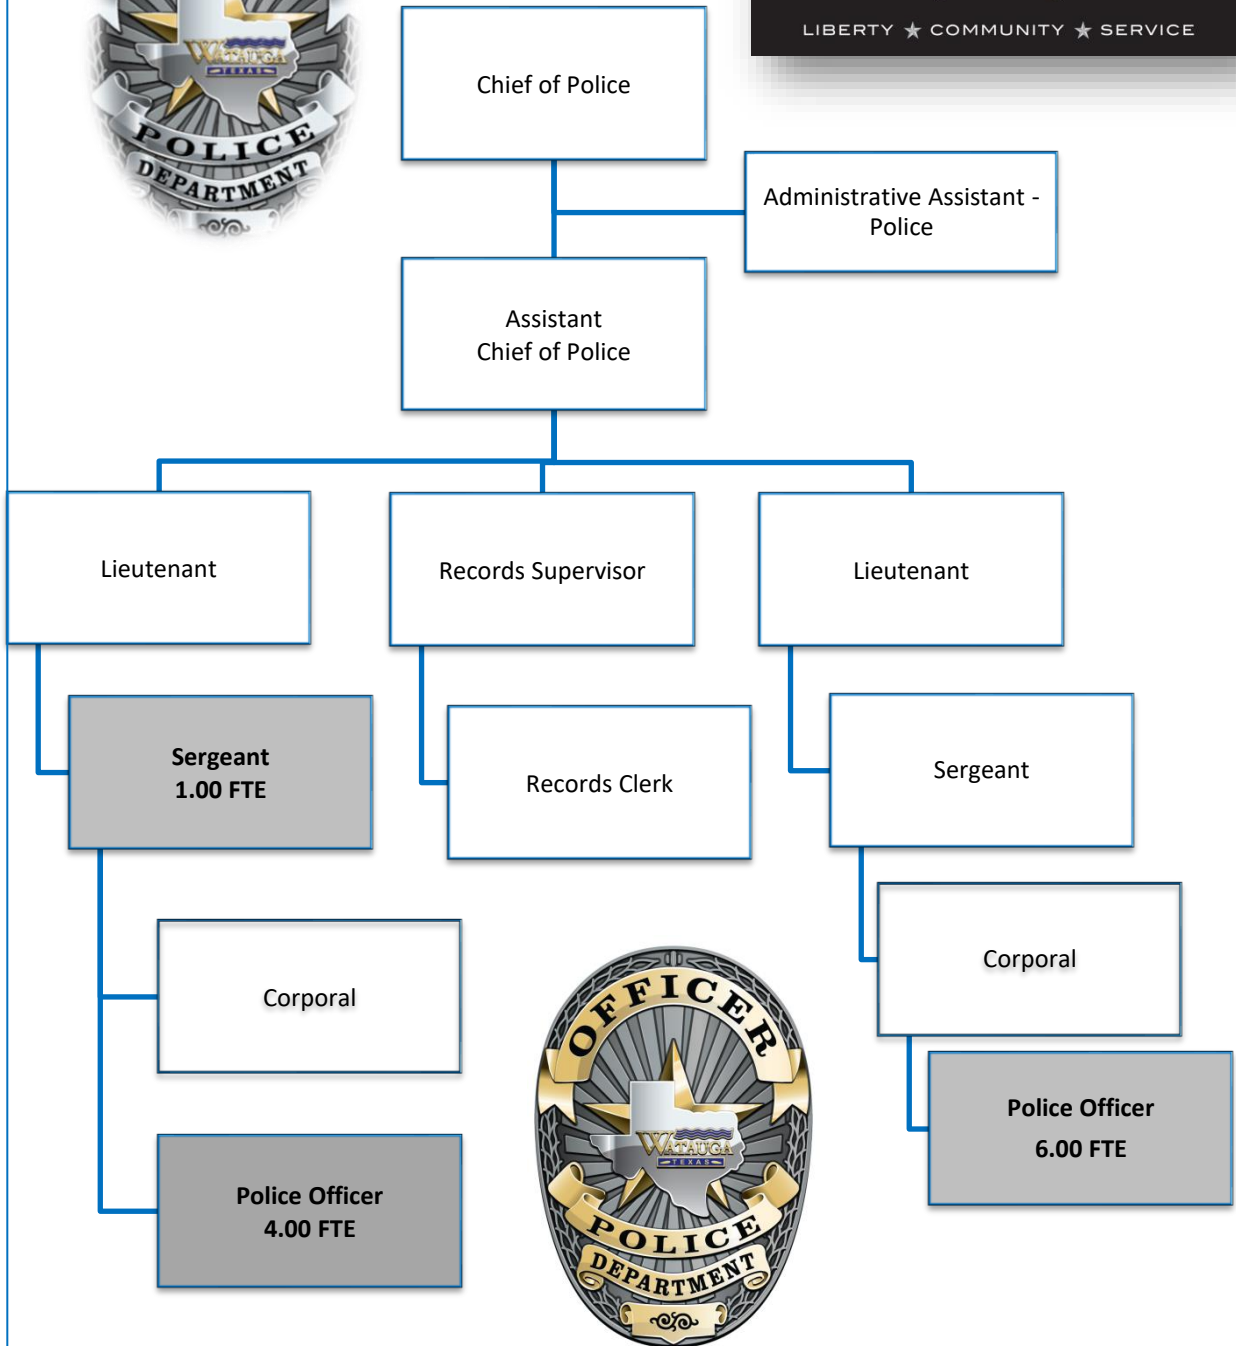 WATAUGA
TEXAS
POLICE
DEPARTMENT
LIBERTY ★ COMMUNITY ★ SERVICE
Chief of Police
Administrative Assistant -
Police
Assistant
Chief of Police
Lieutenant
Records Supervisor
Lieutenant
Sergeant
1.00 FTE
Records Clerk
Sergeant
Corporal
Corporal
Police Officer
4.00 FTE
Police Officer
6.00 FTE
OFFICER
WATAUGA
TEXAS
POLICE
DEPARTMENT